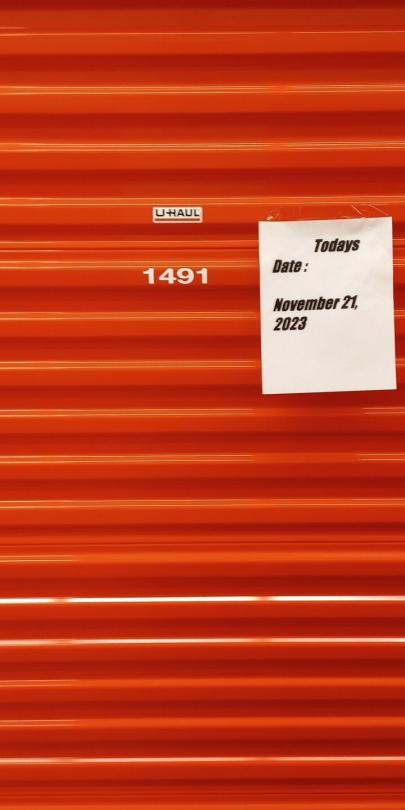 U-HAUL
1491
Todays
Date :
November 21,
2023